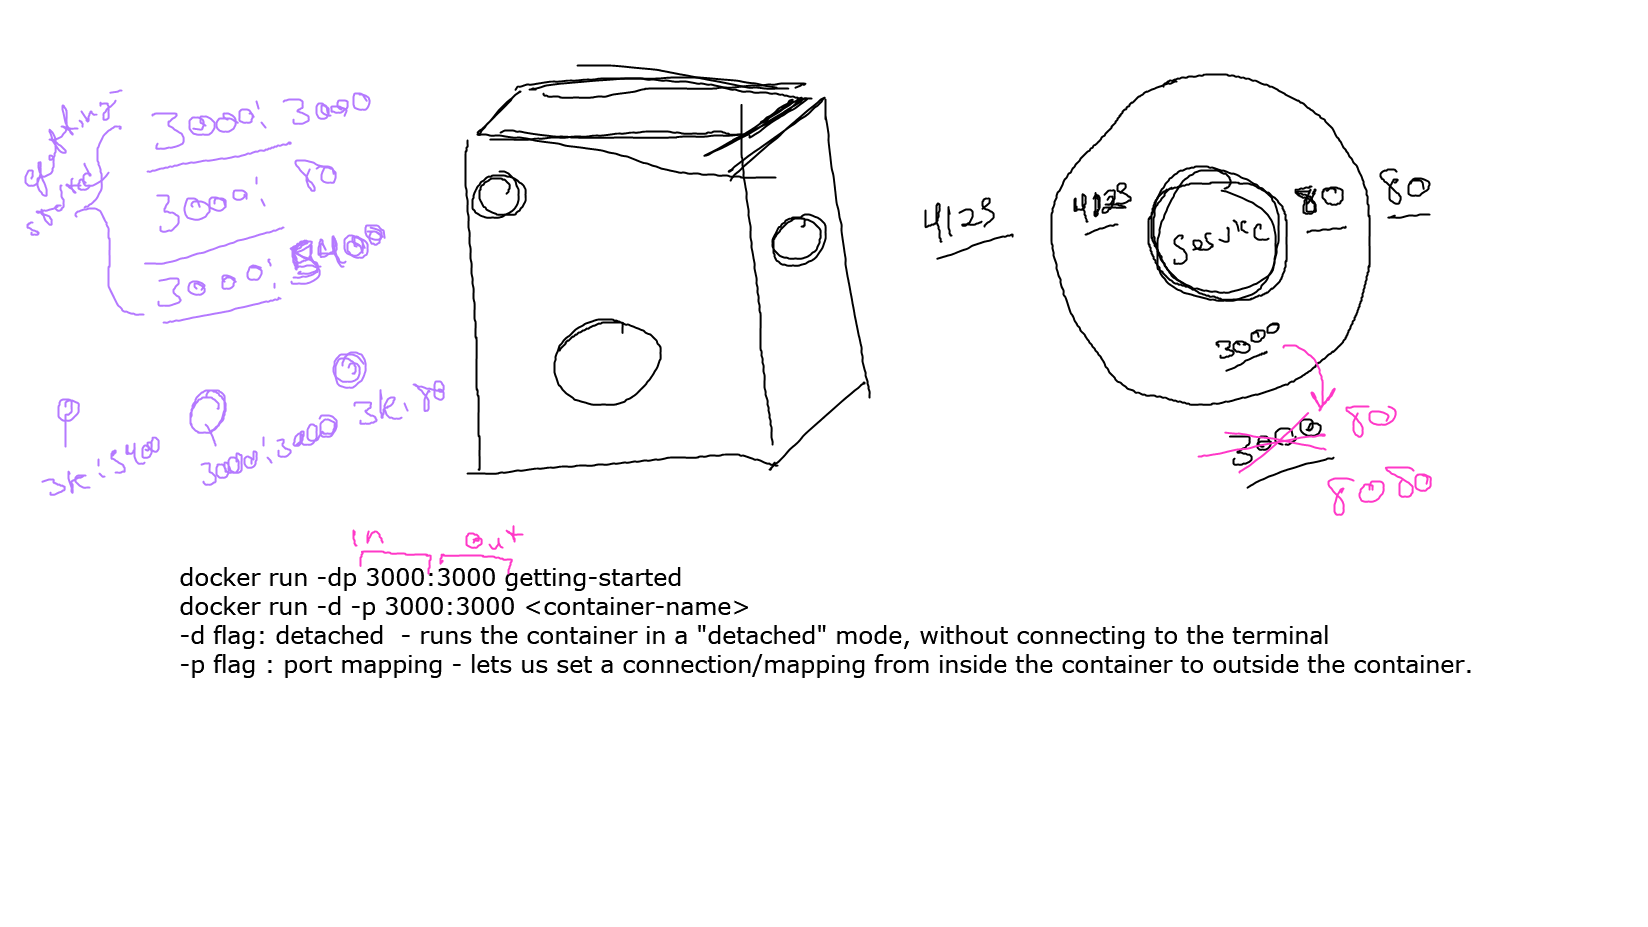 getting-
started
3000: 3000
3000: 80
3000: 5400
3k:5400
3000:3000
3k:80
4125
4125
service
80
80
3000
3000
80
8080
in
out
docker run -dp 3000:3000 getting-started
docker run -d -p 3000:3000 <container-name>
-d flag: detached  - runs the container in a "detached" mode, without connecting to the terminal
-p flag : port mapping - lets us set a connection/mapping from inside the container to outside the container.